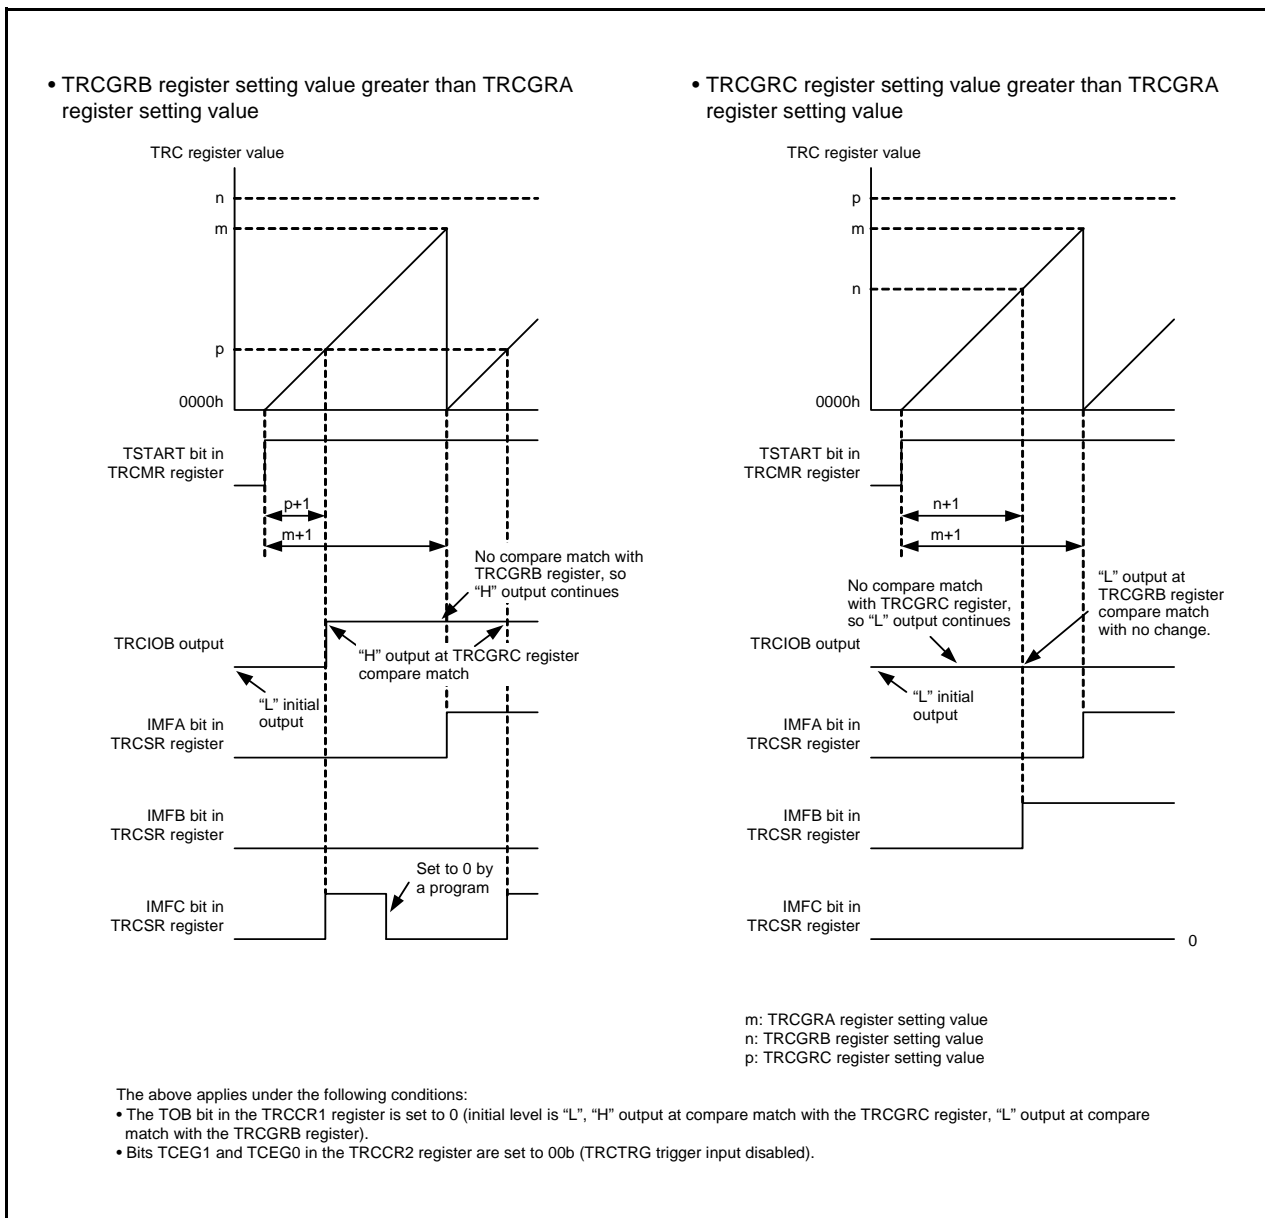 • TRCGRB register setting value greater than TRCGRA
register setting value
TRC register value
n
m
p
0000h
TSTART bit in
TRCMR register
p+1
m+1
No compare match with
TRCGRB register, so
“H” output continues
TRCIOB output
“H” output at TRCGRC register
compare match
“L” initial
output
IMFA bit in
TRCSR register
IMFB bit in
TRCSR register
Set to 0 by
a program
IMFC bit in
TRCSR register
• TRCGRC register setting value greater than TRCGRA
register setting value
TRC register value
p
m
n
0000h
TSTART bit in
TRCMR register
n+1
m+1
No compare match
with TRCGRC register,
so “L” output continues
“L” output at
TRCGRB register
compare match
with no change.
TRCIOB output
“L” initial
output
IMFA bit in
TRCSR register
IMFB bit in
TRCSR register
IMFC bit in
TRCSR register
0
m: TRCGRA register setting value
n: TRCGRB register setting value
p: TRCGRC register setting value
The above applies under the following conditions:
• The TOB bit in the TRCCR1 register is set to 0 (initial level is “L”, “H” output at compare match with the TRCGRC register, “L” output at compare
match with the TRCGRB register).
• Bits TCEG1 and TCEG0 in the TRCCR2 register are set to 00b (TRCTRG trigger input disabled).